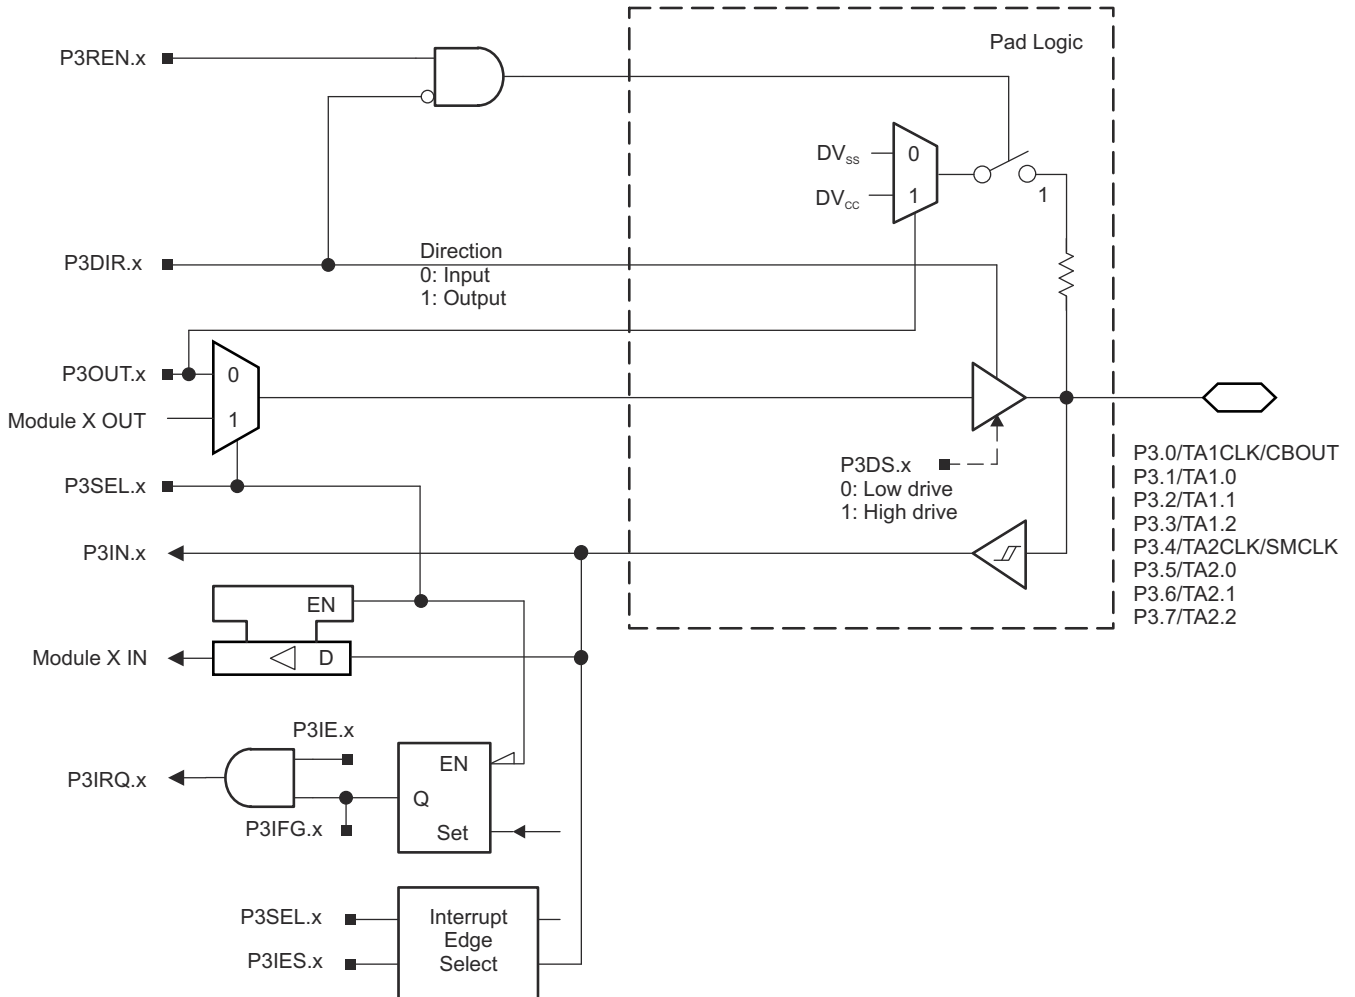 Pad Logic
P3REN.x
DVSS
0
DVCC
1
1
P3DIR.x
Direction
0: Input
1: Output
P3OUT.x
0
Module X OUT
1
P3DS.x
0: Low drive
1: High drive
P3SEL.x
P3.0/TA1CLK/CBOUT
P3.1/TA1.0
P3.2/TA1.1
P3.3/TA1.2
P3.4/TA2CLK/SMCLK
P3.5/TA2.0
P3.6/TA2.1
P3.7/TA2.2
P3IN.x
EN
Module X IN
D
P3IE.x
P3IRQ.x
EN
Q
P3IFG.x
Set
P3SEL.x
P3IES.x
Interrupt
Edge
Select